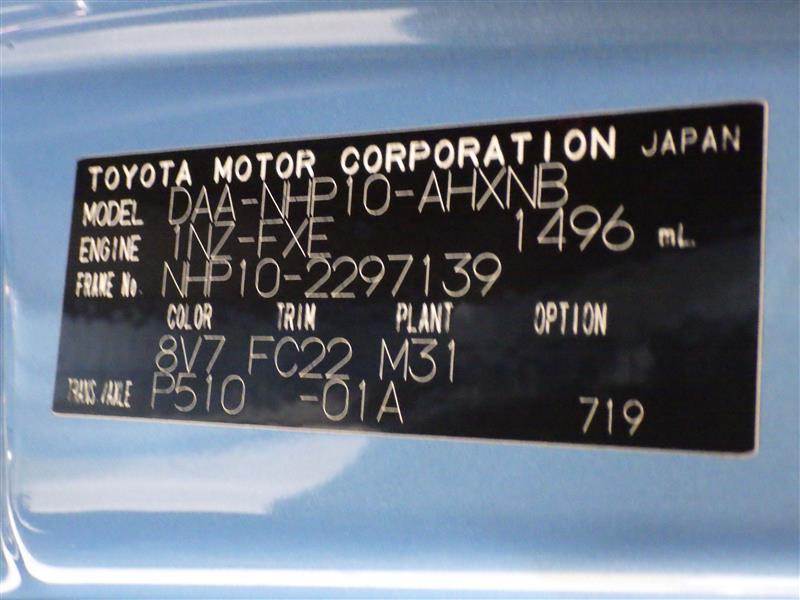 TOYOTA MOTOR CORPORATION JAPAN
MODEL DAA-NHP10-AHXNB
ENGINE 1NZ-FXE 1496 mL
FRAME No. NHP10-2297139
COLOR TRIM PLANT OPTION
8V7 FC22 M31
TRANS./AXLE P510 -01A 719